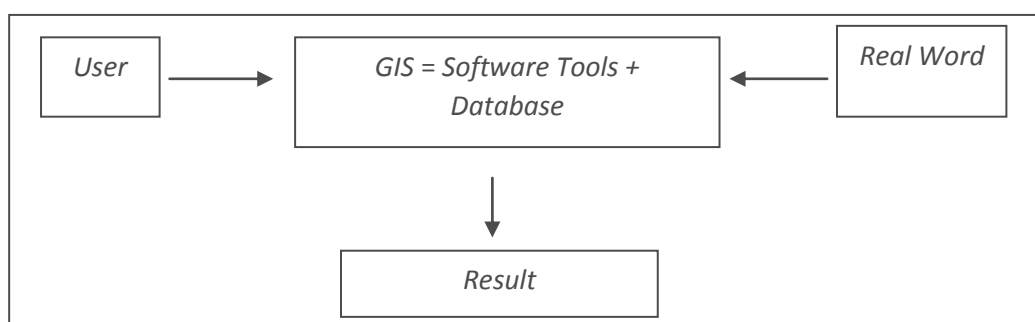 User
GIS = Software Tools +
Database
Real Word
Result